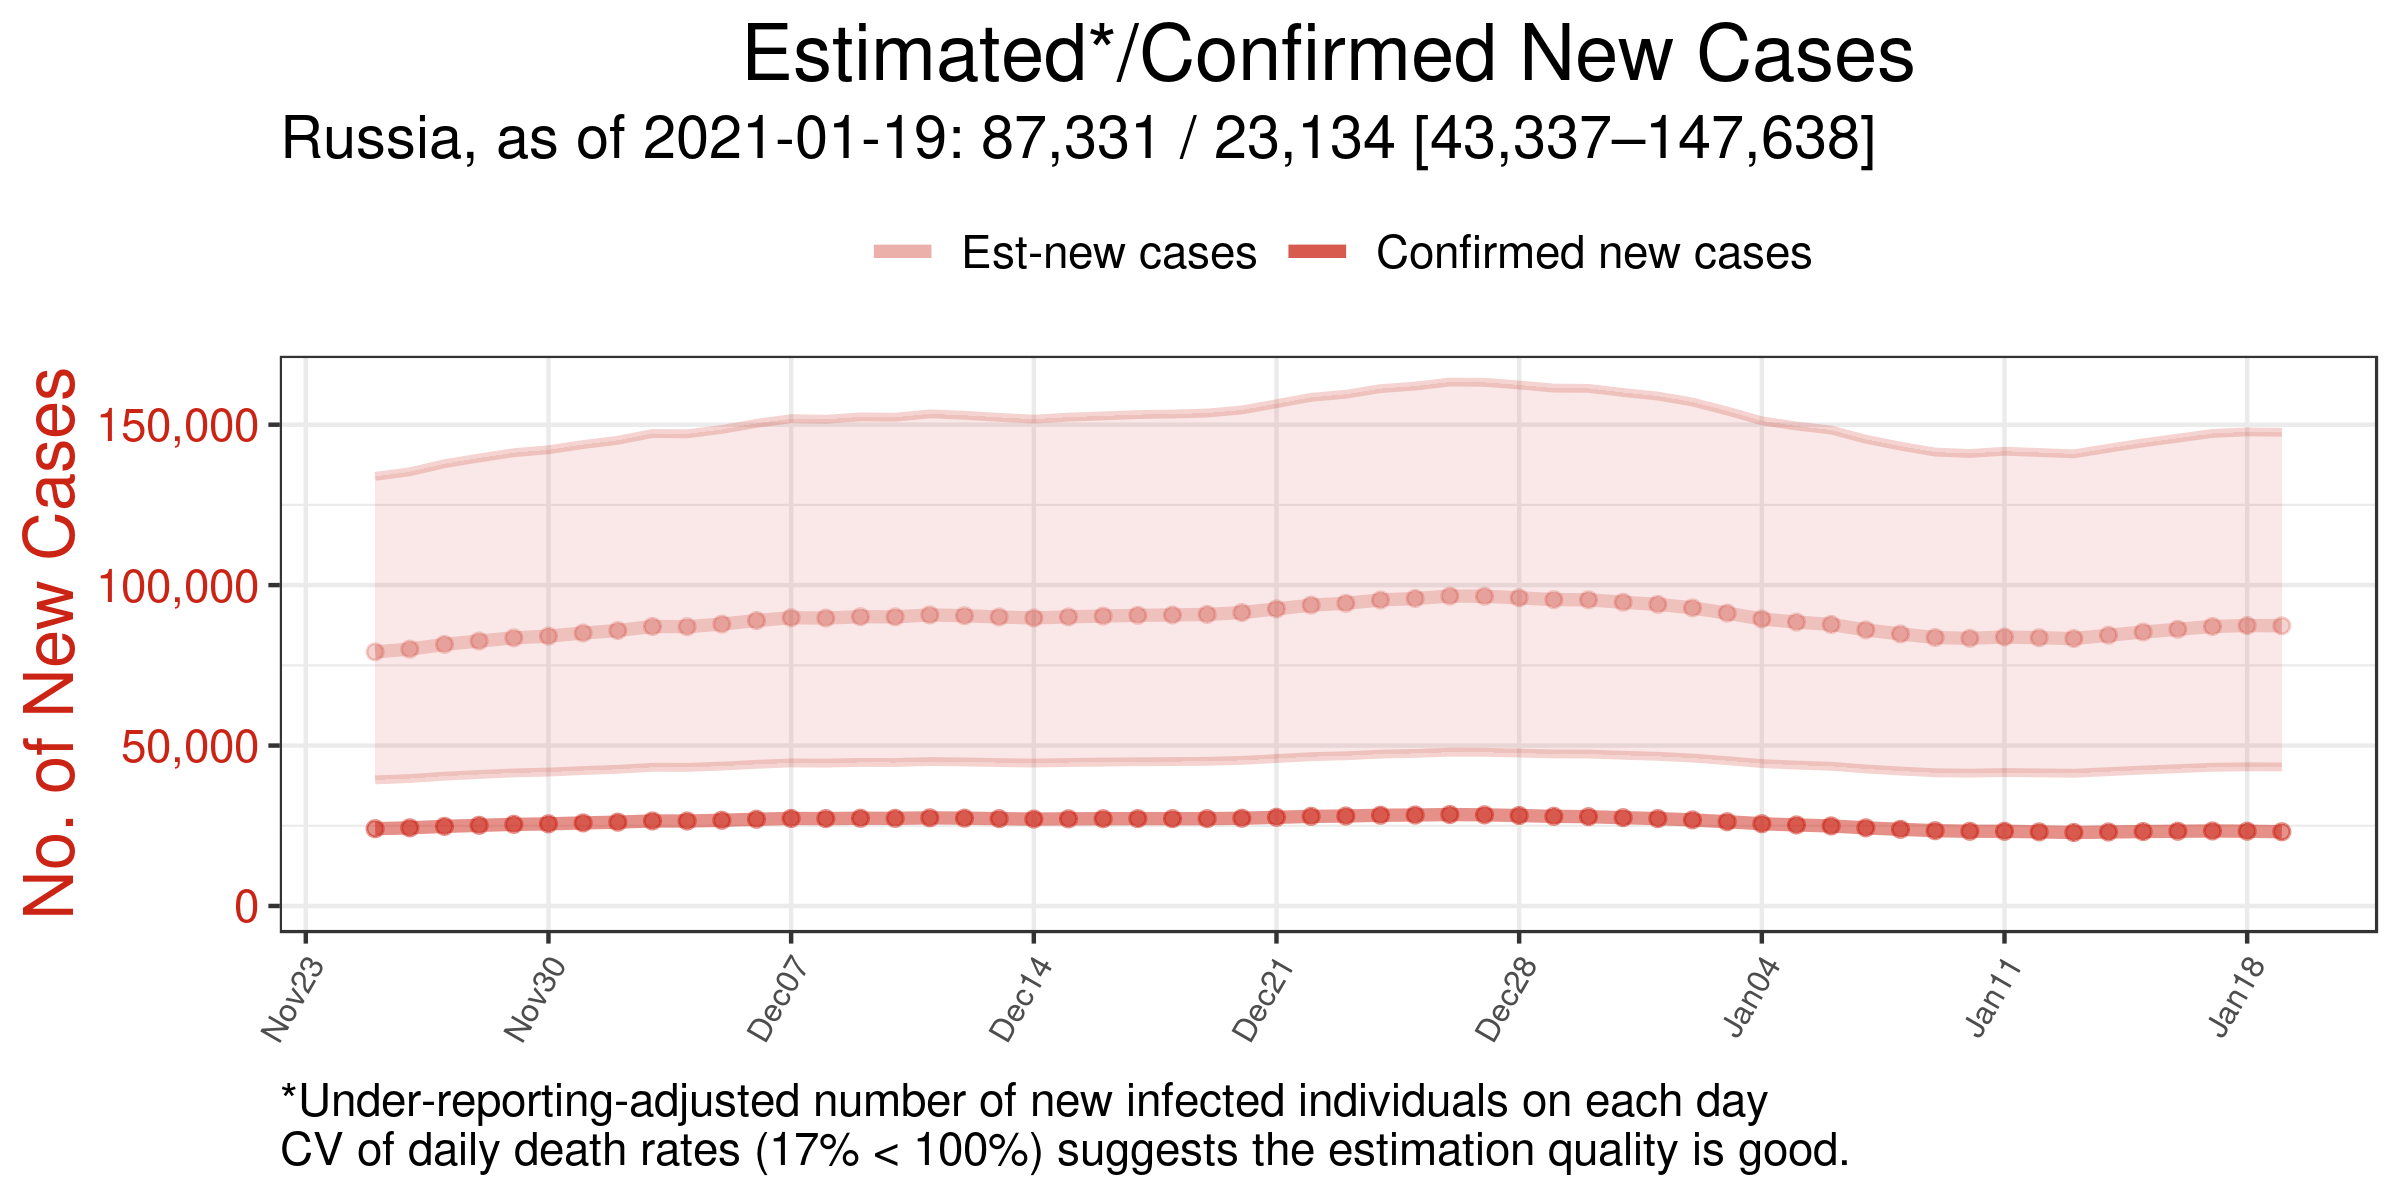 Estimated*/Confirmed New Cases
Russia, as of 2021-01-19: 87,331 / 23,134 [43,337–147,638]
Est-new cases
Confirmed new cases
No. of New Cases
150,000
100,000
50,000
0
Nov23
Nov30
Dec07
Dec14
Dec21
Dec28
Jan04
Jan11
Jan18
*Under-reporting-adjusted number of new infected individuals on each day
CV of daily death rates (17% < 100%) suggests the estimation quality is good.